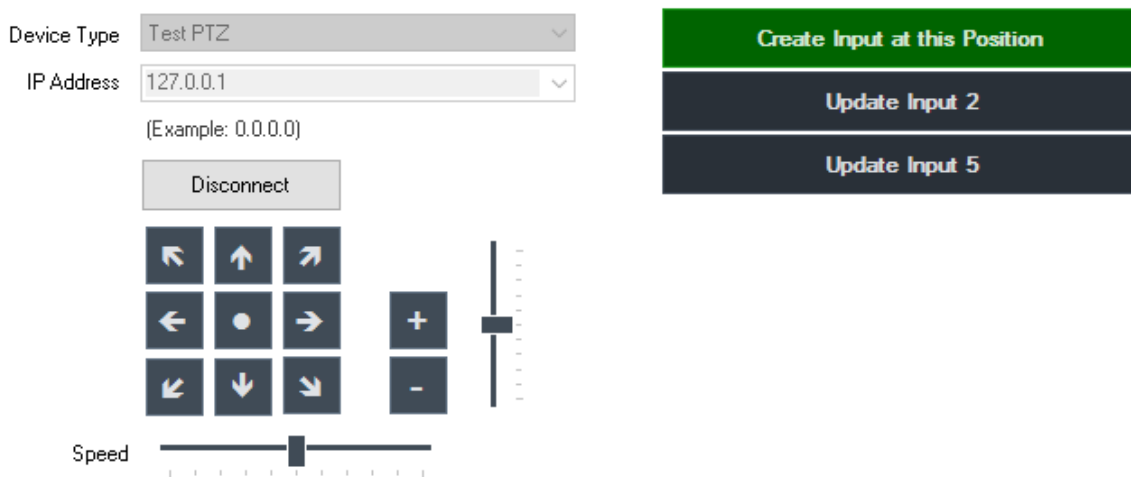 Device Type
Test PTZ
IP Address
127.0.0.1
(Example: 0.0.0.0)
Disconnect
+
-
Speed
Create Input at this Position
Update Input 2
Update Input 5